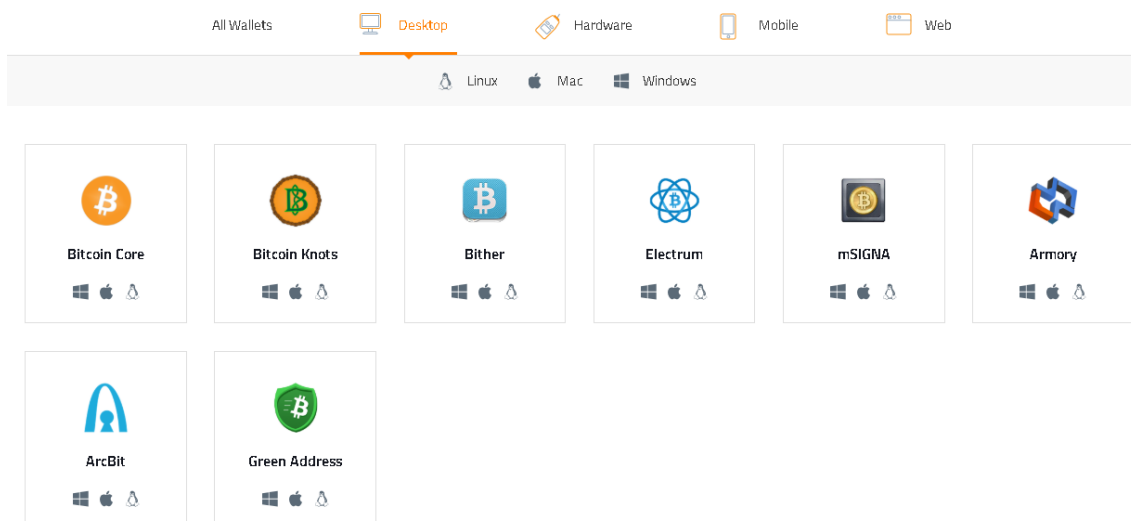 All Wallets Desktop Hardware Mobile Web
Linux Mac Windows
Bitcoin Core Bitcoin Knots Bither Electrum mSIGNA Armory
ArcBit Green Address